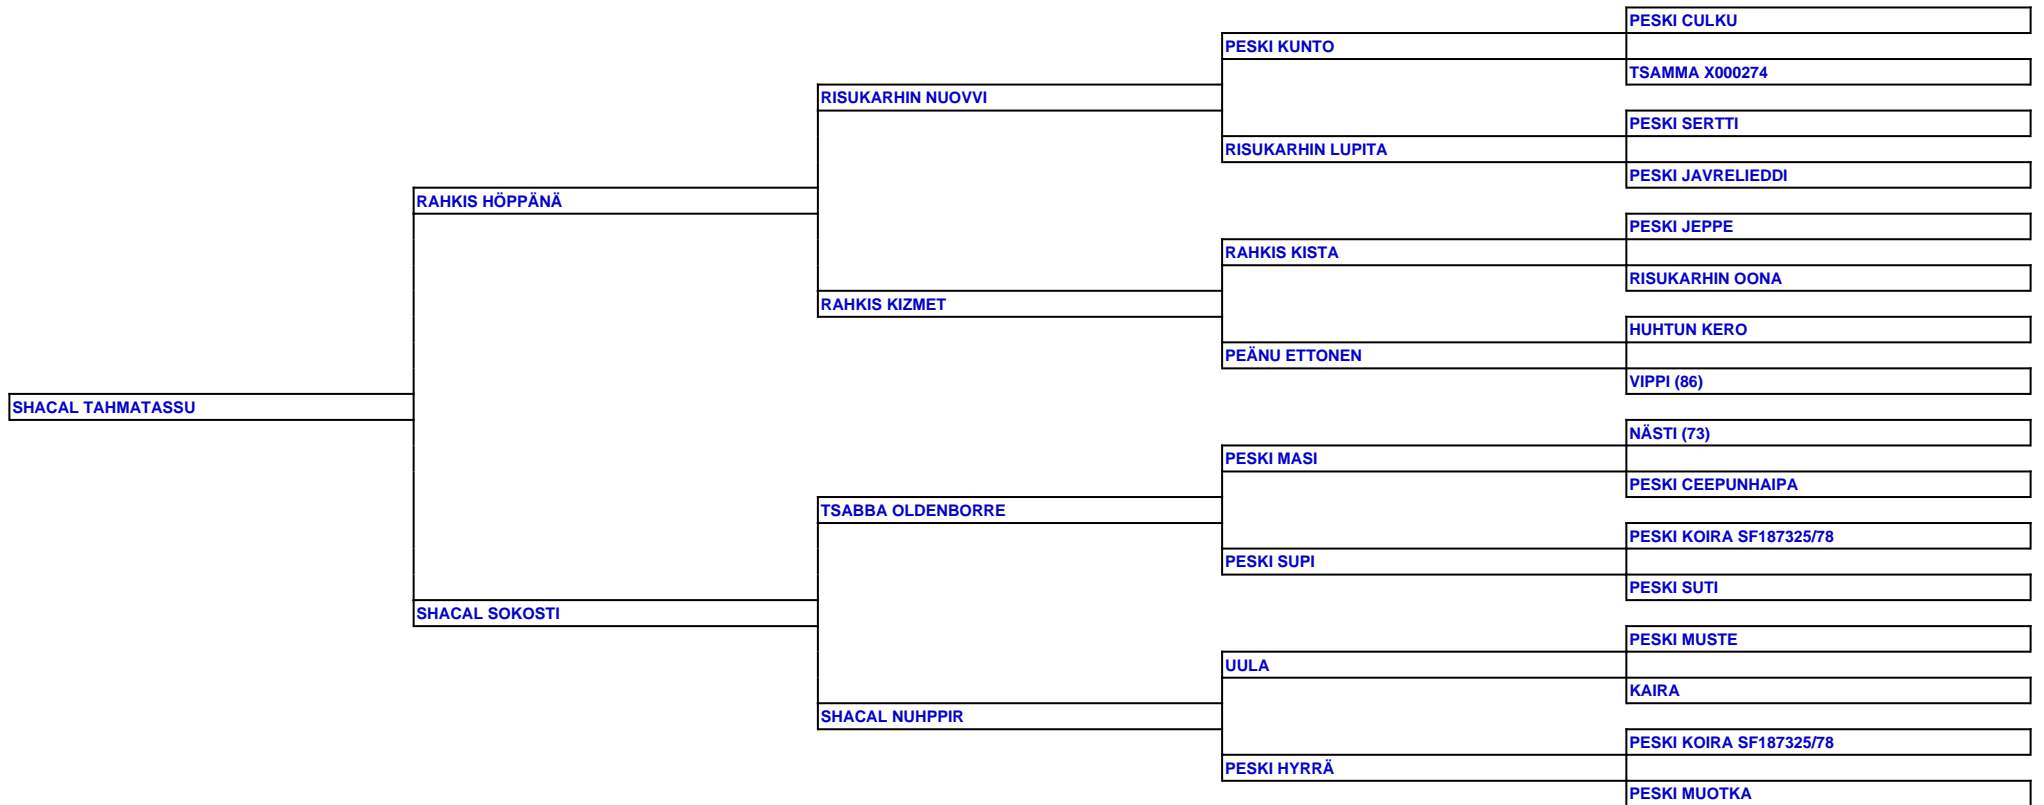 PESKI CULKU
PESKI KUNTO
TSAMMA X000274
RISUKARHIN NUOVVI
PESKI SERTTI
RISUKARHIN LUPITA
PESKI JAVRELIEDDI
RAHKIS HÖPPÄNÄ
PESKI JEPPE
RAHKIS KISTA
RISUKARHIN OONA
RAHKIS KIZMET
HUHTUN KERO
PEÄNU ETTONEN
VIPPI (86)
SHACAL TAHMATASSU
NÄSTI (73)
PESKI MASI
PESKI CEEPUNHAIPA
TSABBA OLDENBORRE
PESKI KOIRA SF187325/78
PESKI SUPI
PESKI SUTI
SHACAL SOKOSTI
PESKI MUSTE
UULA
KAIRA
SHACAL NUHPPIR
PESKI KOIRA SF187325/78
PESKI HYRRÄ
PESKI MUOTKA